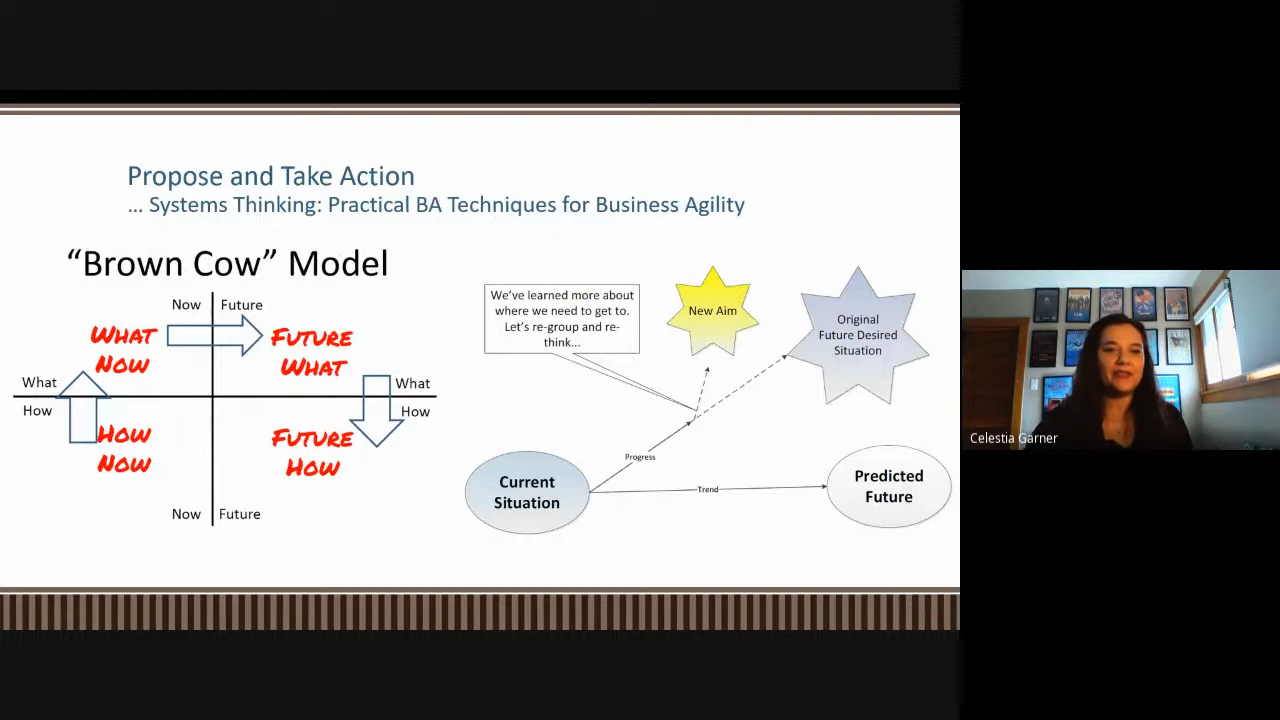 Propose and Take Action
… Systems Thinking: Practical BA Techniques for Business Agility
“Brown Cow” Model
Now
Future
WHAT
NOW
FUTURE
WHAT
What
What
How
How
HOW
NOW
FUTURE
HOW
Now
Future
We’ve learned more about
where we need to get to.
Let’s re-group and re-
think...
New Aim
Original
Future Desired
Situation
Progress
Current
Situation
Trend
Predicted
Future
Celestia Garner